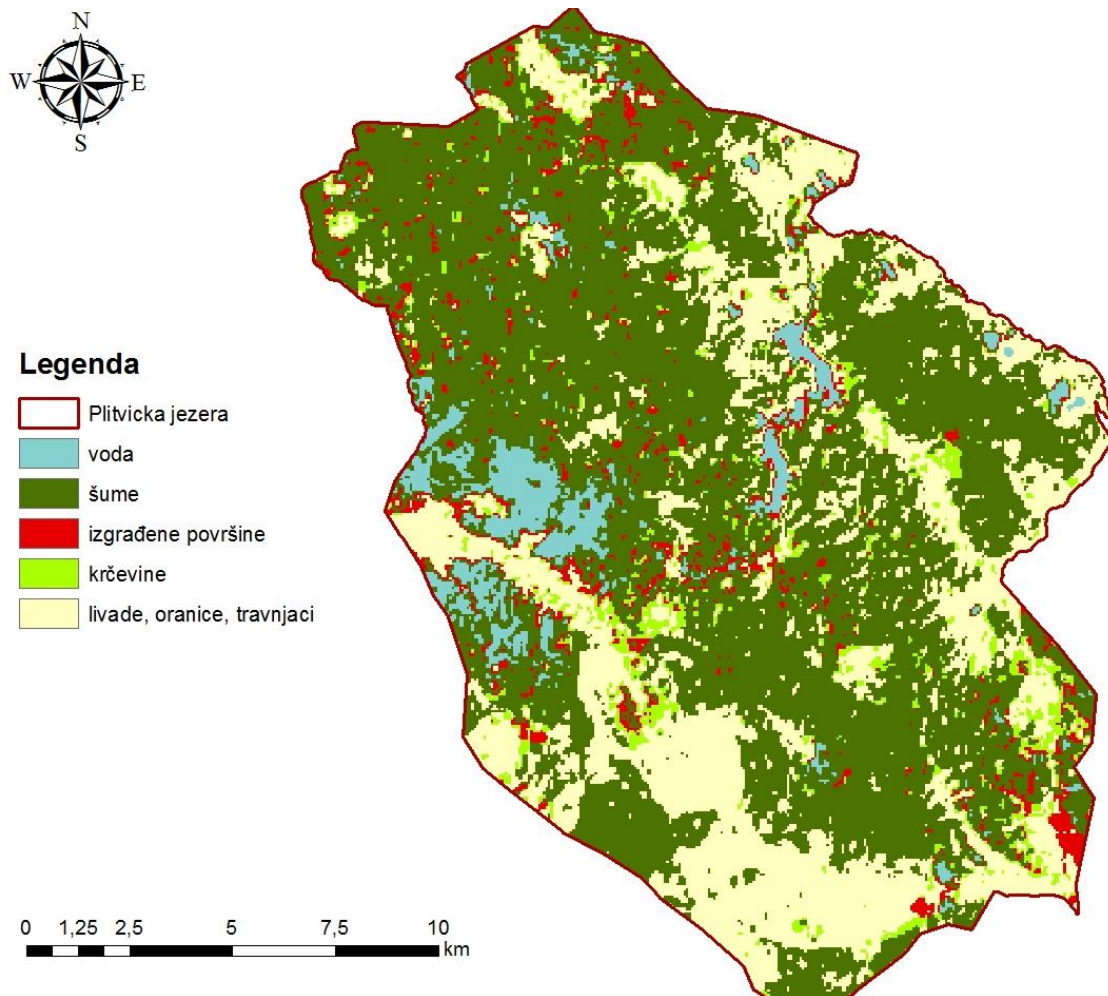 N
W E
S
Legenda
Plitvicka jezera
voda
šume
izgrađene površine
krčevine
livade, oranice, travnjaci
0 1,25 2,5 5 7,5 10
km